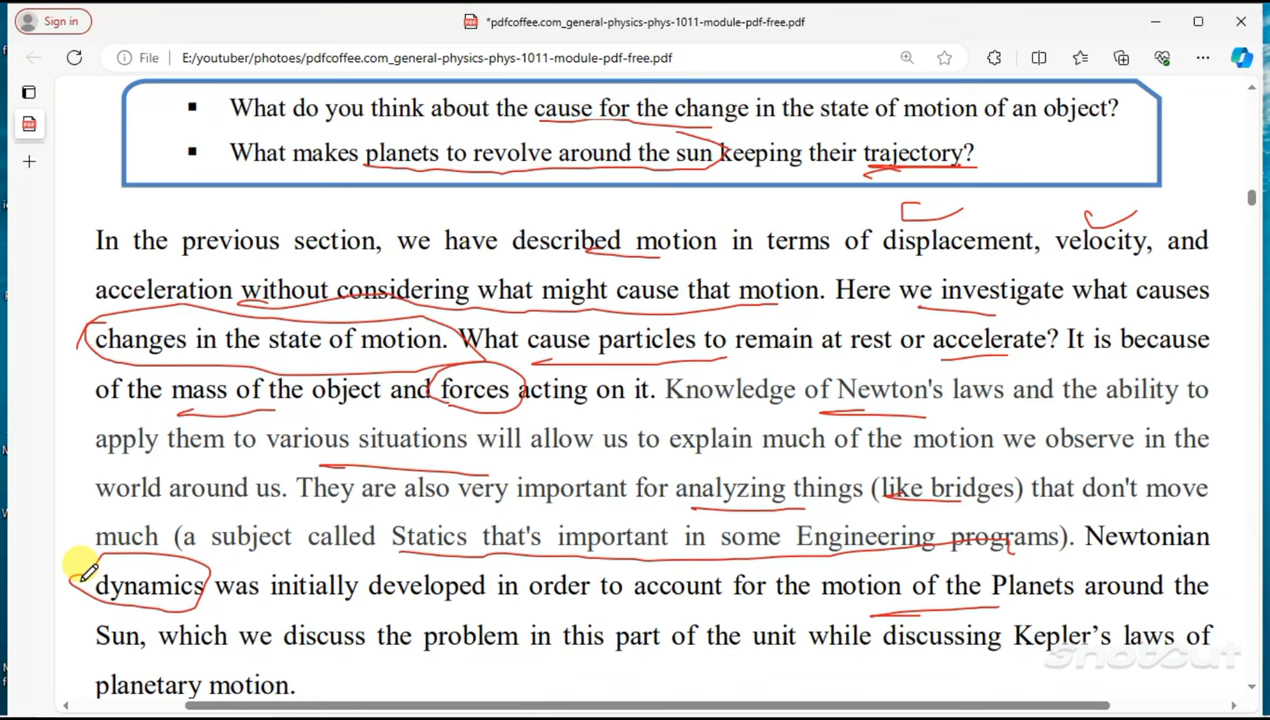 Sign in
*pdfcoffee.com_general-physics-phys-1011-module-pdf-free.pdf
File
E:/youtuber/photoes/pdfcoffee.com_general-physics-phys-1011-module-pdf-free.pdf
▪ What do you think about the cause for the change in the state of motion of an object?
▪ What makes planets to revolve around the sun keeping their trajectory?
In the previous section, we have described motion in terms of displacement, velocity, and
acceleration without considering what might cause that motion. Here we investigate what causes
changes in the state of motion. What cause particles to remain at rest or accelerate? It is because
of the mass of the object and forces acting on it. Knowledge of Newton's laws and the ability to
apply them to various situations will allow us to explain much of the motion we observe in the
world around us. They are also very important for analyzing things (like bridges) that don't move
much (a subject called Statics that's important in some Engineering programs). Newtonian
dynamics was initially developed in order to account for the motion of the Planets around the
Sun, which we discuss the problem in this part of the unit while discussing Kepler's laws of
planetary motion.
shotcut